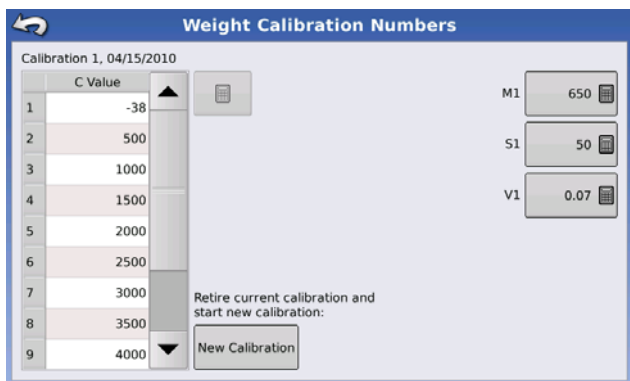 Weight Calibration Numbers
Calibration 1, 04/15/2010
C Value
1 -38
2 500
3 1000
4 1500
5 2000
6 2500
7 3000
8 3500
9 4000
M1 650
S1 50
V1 0.07
Retire current calibration and
start new calibration:
New Calibration